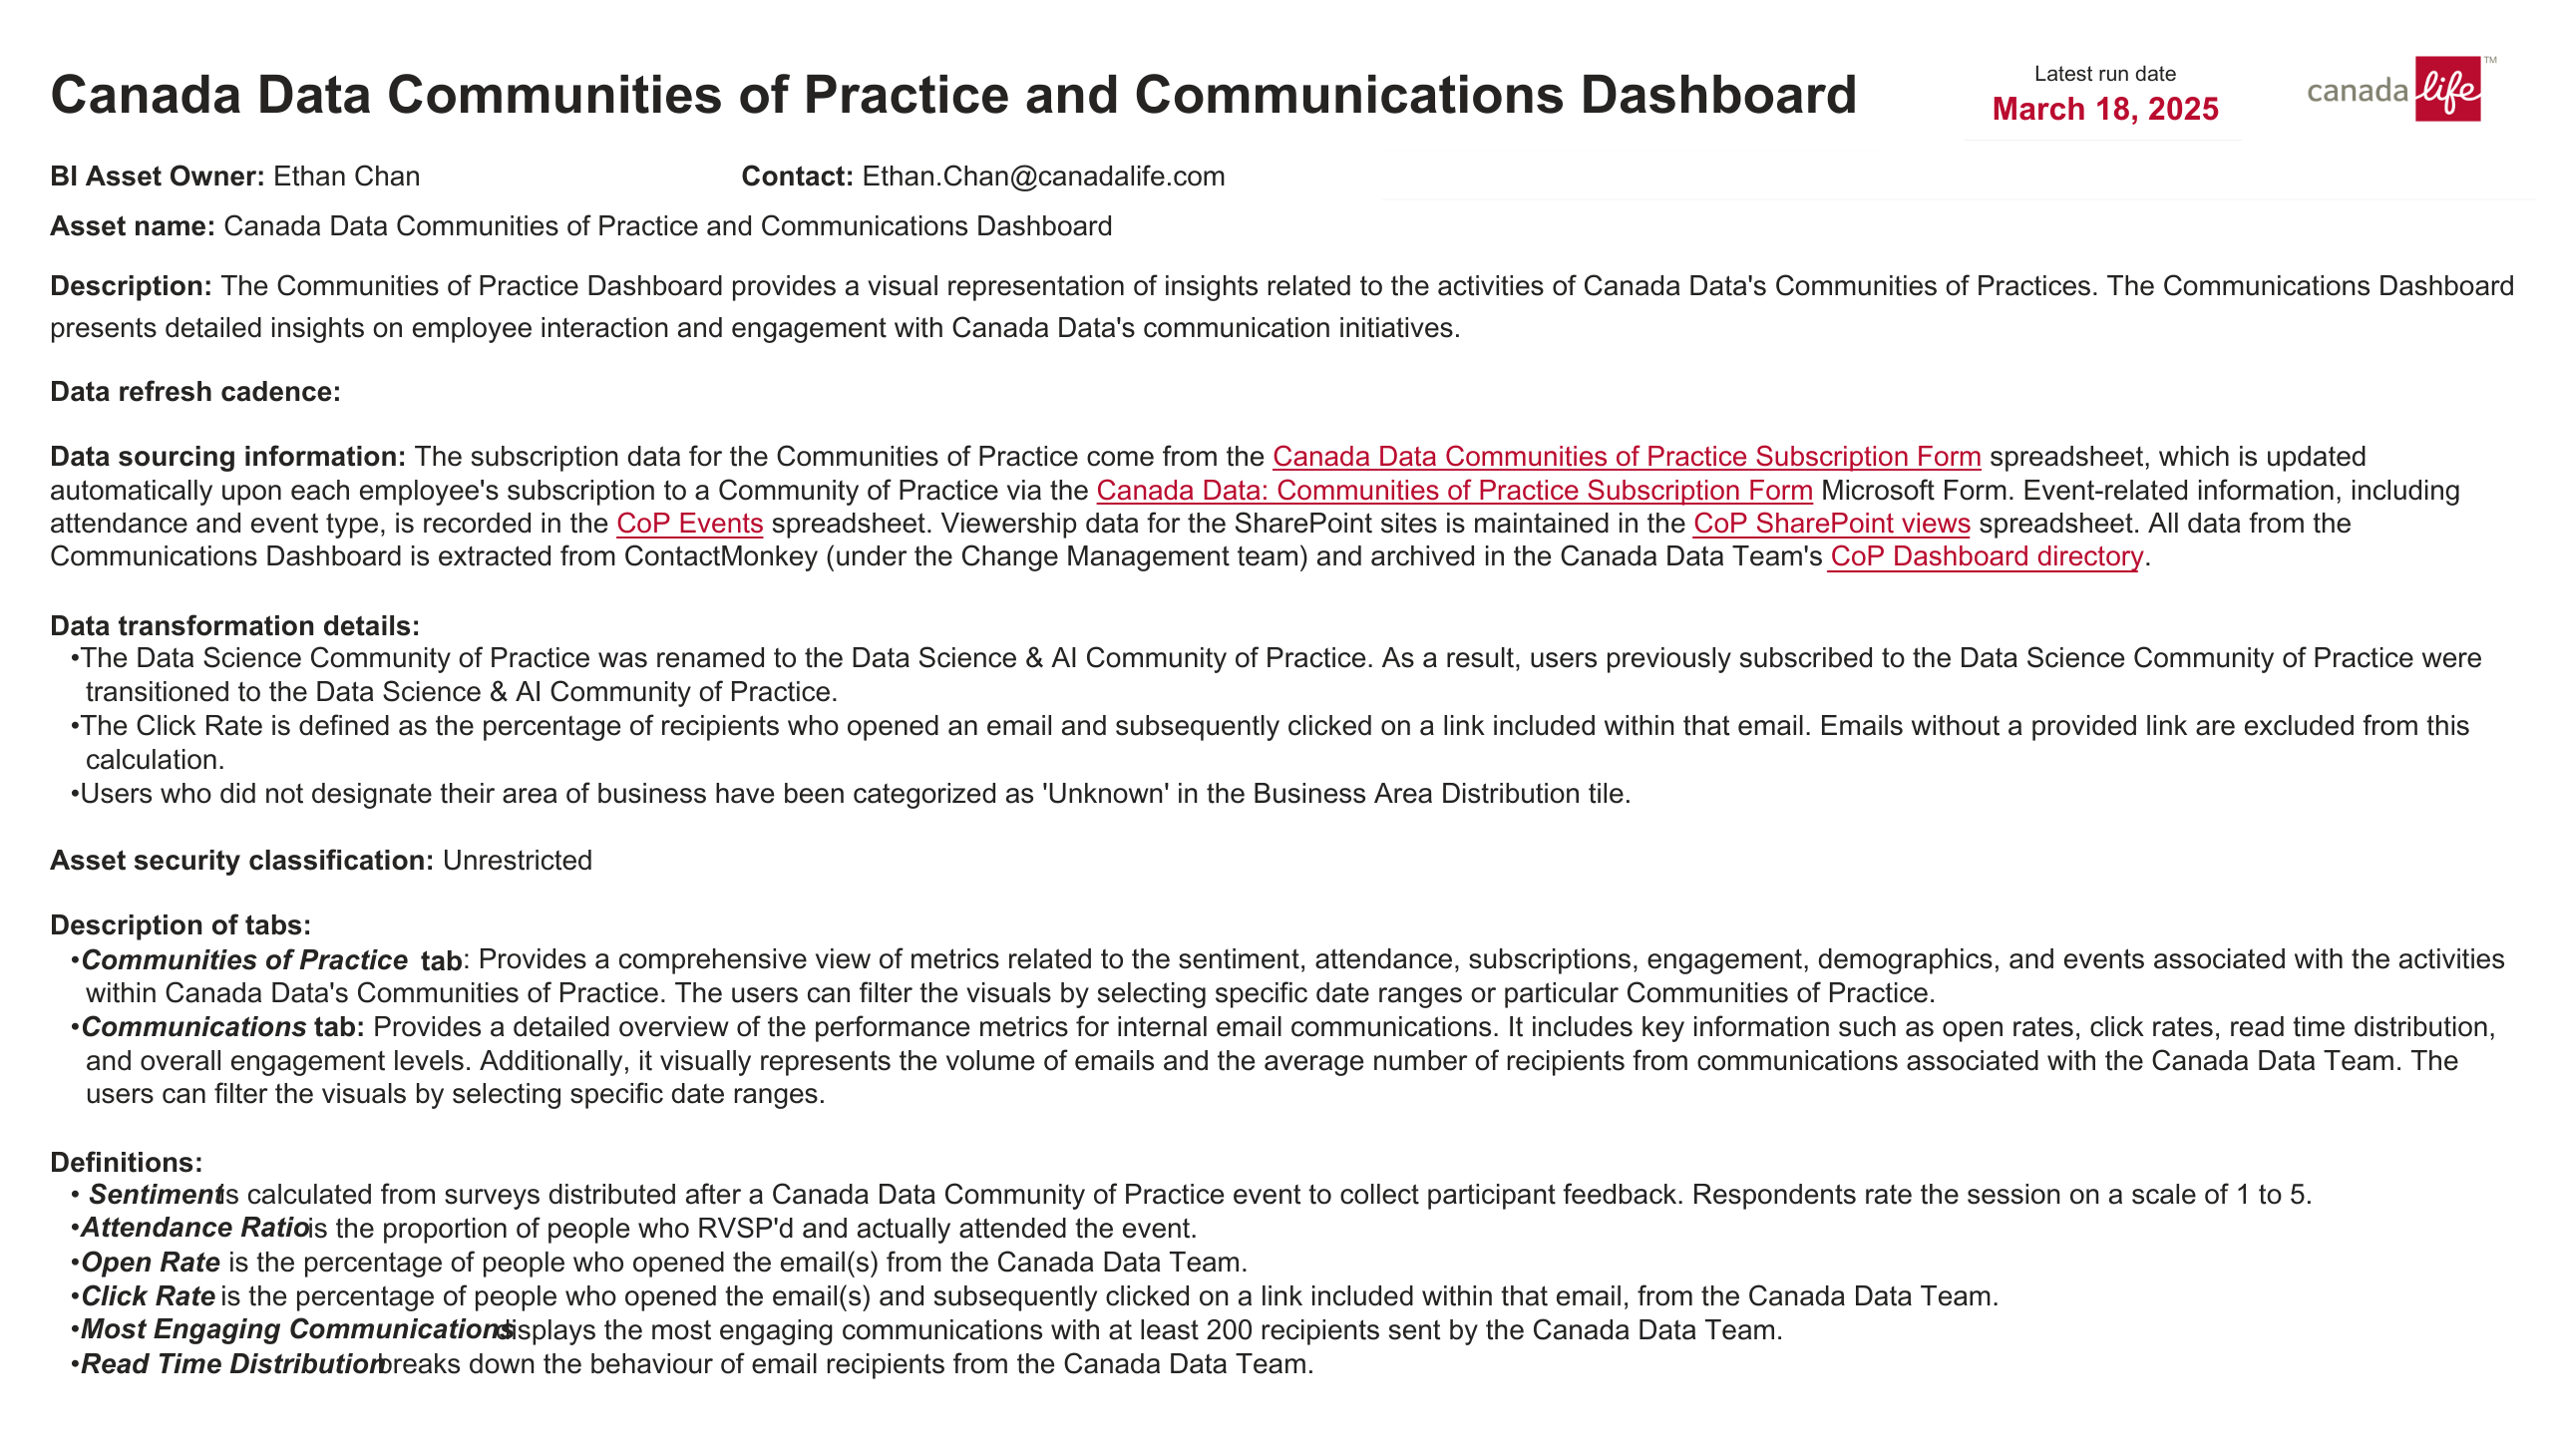 Canada Data Communities of Practice and Communications Dashboard
Latest run date
March 18, 2025
canada life ™
BI Asset Owner: Ethan Chan
Contact: Ethan.Chan@canadalife.com
Asset name: Canada Data Communities of Practice and Communications Dashboard
Description: The Communities of Practice Dashboard provides a visual representation of insights related to the activities of Canada Data's Communities of Practices. The Communications Dashboard
presents detailed insights on employee interaction and engagement with Canada Data's communication initiatives.
Data refresh cadence:
Data sourcing information: The subscription data for the Communities of Practice come from the Canada Data Communities of Practice Subscription Form spreadsheet, which is updated
automatically upon each employee's subscription to a Community of Practice via the Canada Data: Communities of Practice Subscription Form Microsoft Form. Event-related information, including
attendance and event type, is recorded in the CoP Events spreadsheet. Viewership data for the SharePoint sites is maintained in the CoP SharePoint views spreadsheet. All data from the
Communications Dashboard is extracted from ContactMonkey (under the Change Management team) and archived in the Canada Data Team's CoP Dashboard directory.
Data transformation details:
•The Data Science Community of Practice was renamed to the Data Science & AI Community of Practice. As a result, users previously subscribed to the Data Science Community of Practice were
transitioned to the Data Science & AI Community of Practice.
•The Click Rate is defined as the percentage of recipients who opened an email and subsequently clicked on a link included within that email. Emails without a provided link are excluded from this
calculation.
•Users who did not designate their area of business have been categorized as 'Unknown' in the Business Area Distribution tile.
Asset security classification: Unrestricted
Description of tabs:
•Communities of Practice tab: Provides a comprehensive view of metrics related to the sentiment, attendance, subscriptions, engagement, demographics, and events associated with the activities
within Canada Data's Communities of Practice. The users can filter the visuals by selecting specific date ranges or particular Communities of Practice.
•Communications tab: Provides a detailed overview of the performance metrics for internal email communications. It includes key information such as open rates, click rates, read time distribution,
and overall engagement levels. Additionally, it visually represents the volume of emails and the average number of recipients from communications associated with the Canada Data Team. The
users can filter the visuals by selecting specific date ranges.
Definitions:
• Sentiment is calculated from surveys distributed after a Canada Data Community of Practice event to collect participant feedback. Respondents rate the session on a scale of 1 to 5.
•Attendance Ratio is the proportion of people who RVSP'd and actually attended the event.
•Open Rate is the percentage of people who opened the email(s) from the Canada Data Team.
•Click Rate is the percentage of people who opened the email(s) and subsequently clicked on a link included within that email, from the Canada Data Team.
•Most Engaging Communications displays the most engaging communications with at least 200 recipients sent by the Canada Data Team.
•Read Time Distribution breaks down the behaviour of email recipients from the Canada Data Team.